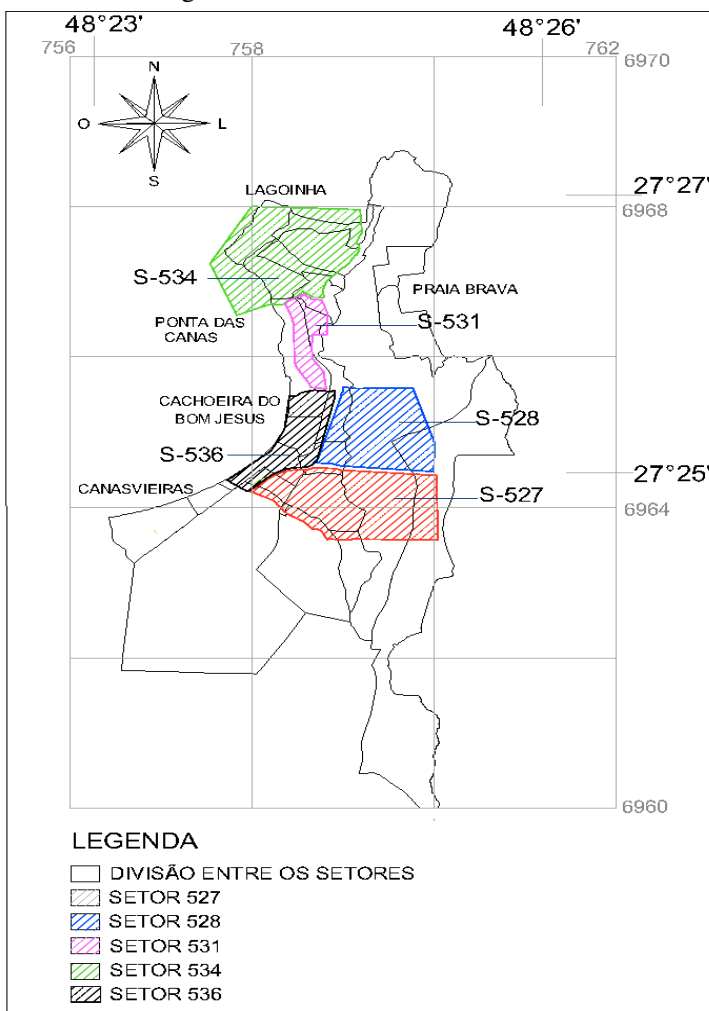 48°23' 48°26'
756 758 762
6970
N
O L
S
27°27'
LAGOINHA
6968
S-534
PRAIA BRAVA
PONTA DAS
CANAS
S-531
CACHOEIRA DO
BOM JESUS
S-528
S-536
27°25'
CANASVIEIRAS
S-527
6964
6960
LEGENDA
DIVISÃO ENTRE OS SETORES
SETOR 527
SETOR 528
SETOR 531
SETOR 534
SETOR 536